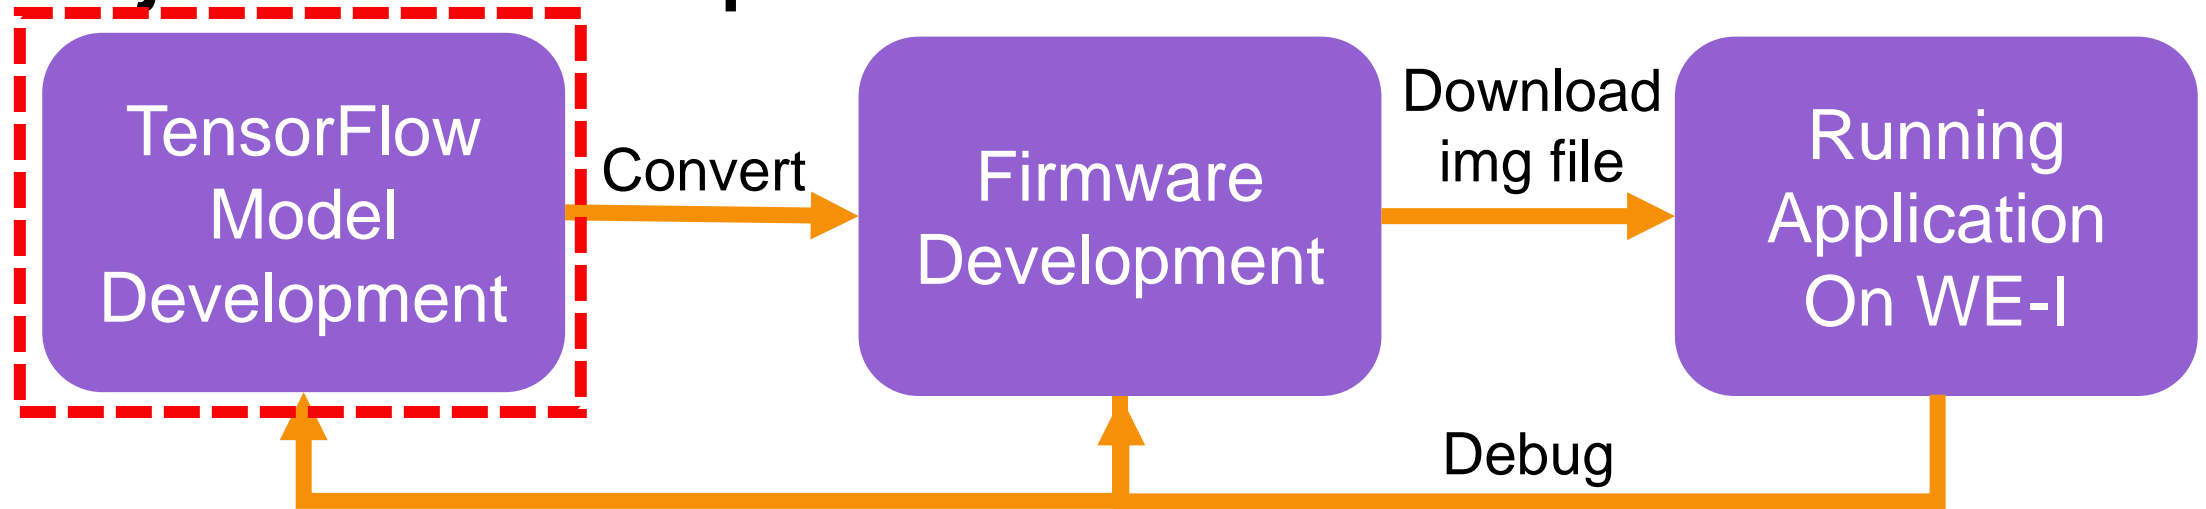 TensorFlow
Model
Development
Convert
Firmware
Development
Download
img file
Running
Application
On WE-I
Debug